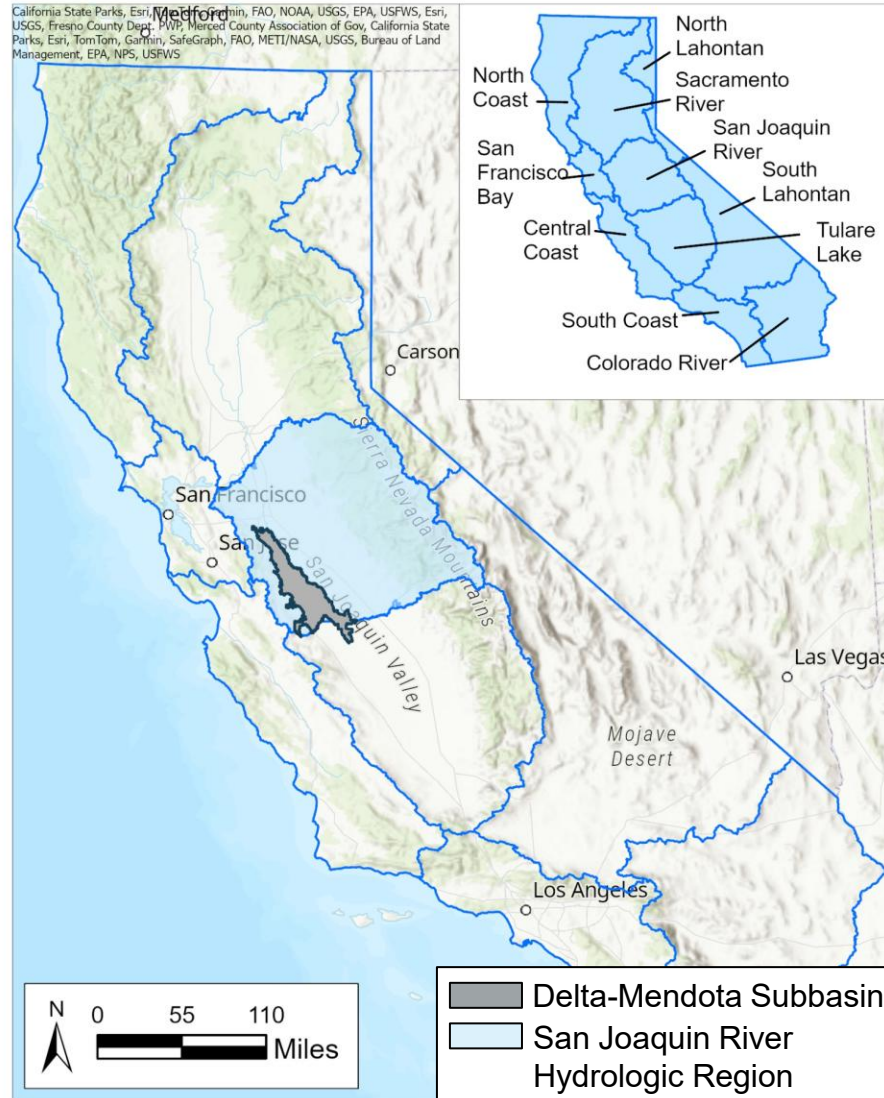 California State Parks, Esri, TomTom, Garmin, FAO, NOAA, USGS, EPA, USFWS, Esri,
USGS, Fresno County Dept. PWP, Merced County Association of Gov, California State
Parks, Esri, TomTom, Garmin, SafeGraph, FAO, METI/NASA, USGS, Bureau of Land
Management, EPA, NPS, USFWS
Medford
North
Lahontan
North
Coast
Sacramento
River
San Joaquin
River
San
Francisco
Bay
South
Lahontan
Central
Coast
Tulare
Lake
South Coast
Colorado River
Carson
Sierra Nevada Mountains
San Francisco
San Jose
San Joaquin Valley
Las Vegas
Mojave
Desert
Los Angeles
N
0 55 110
Miles
Delta-Mendota Subbasin
San Joaquin River
Hydrologic Region